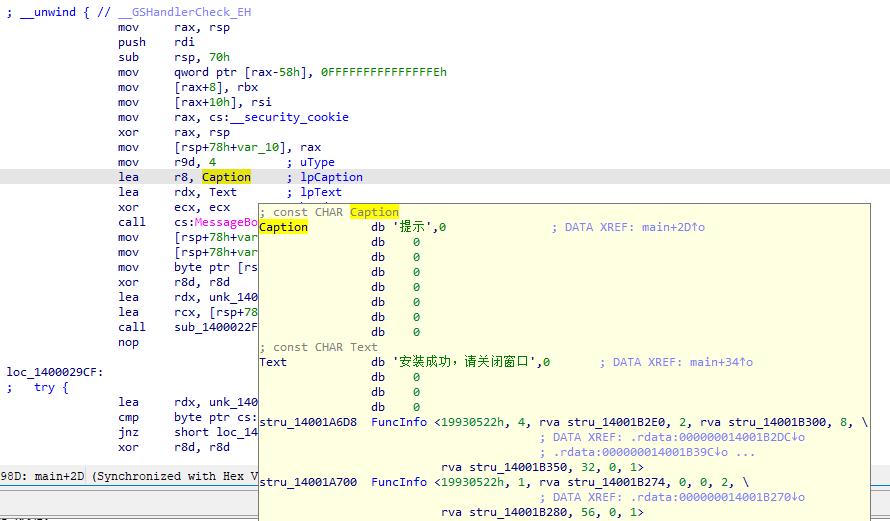 ; __unwind { // __GSHandlerCheck_EH
mov rax, rsp
push rdi
sub rsp, 70h
mov qword ptr [rax-58h], 0FFFFFFFFFFFFFFFEh
mov [rax+8], rbx
mov [rax+10h], rsi
mov rax, cs:__security_cookie
xor rax, rsp
mov [rsp+78h+var_10], rax
mov r9d, 4 ; uType
lea r8, Caption ; lpCaption
lea rdx, Text ; lpText
xor ecx, ecx
call cs:MessageBo
mov [rsp+78h+var
mov [rsp+78h+var
mov byte ptr [rs
xor r8d, r8d
lea rdx, unk_140
lea rcx, [rsp+78
call sub_1400022F
nop
loc_1400029CF:
; try {
lea rdx, unk_140
cmp byte ptr cs:
jnz short loc_14
xor r8d, r8d
98D: main+2D (Synchronized with Hex V
; const CHAR Caption
Caption db '提示',0 ; DATA XREF: main+2D↑o
db 0
db 0
db 0
db 0
db 0
db 0
db 0
; const CHAR Text
Text db '安装成功，请关闭窗口',0 ; DATA XREF: main+34↑o
db 0
db 0
db 0
stru_14001A6D8 FuncInfo <19930522h, 4, rva stru_14001B2E0, 2, rva stru_14001B300, 8, \
; DATA XREF: .rdata:000000014001B2DC↓o
; .rdata:000000014001B39C↓o ...
rva stru_14001B350, 32, 0, 1>
stru_14001A700 FuncInfo <19930522h, 1, rva stru_14001B274, 0, 0, 2, \
; DATA XREF: .rdata:000000014001B270↓o
rva stru_14001B280, 56, 0, 1>